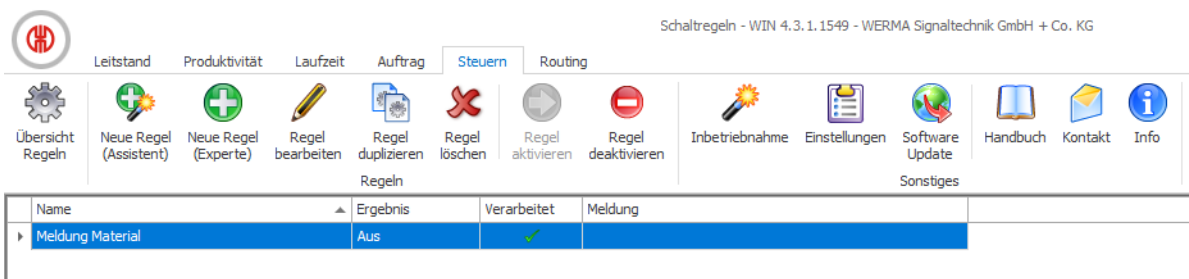 Schaltregeln - WIN 4.3.1.1549 - WERMA Signaltechnik GmbH + Co. KG
Leitstand Produktivität Laufzeit Auftrag Steuern Routing
Übersicht Regeln
Neue Regel (Assistent)
Neue Regel (Experte)
Regel bearbeiten
Regel duplizieren
Regel löschen
Regel aktivieren
Regel deaktivieren
Inbetriebnahme
Einstellungen
Software Update
Handbuch
Kontakt
Info
Regeln
Sonstiges
Name Ergebnis Verarbeitet Meldung
Meldung Material Aus